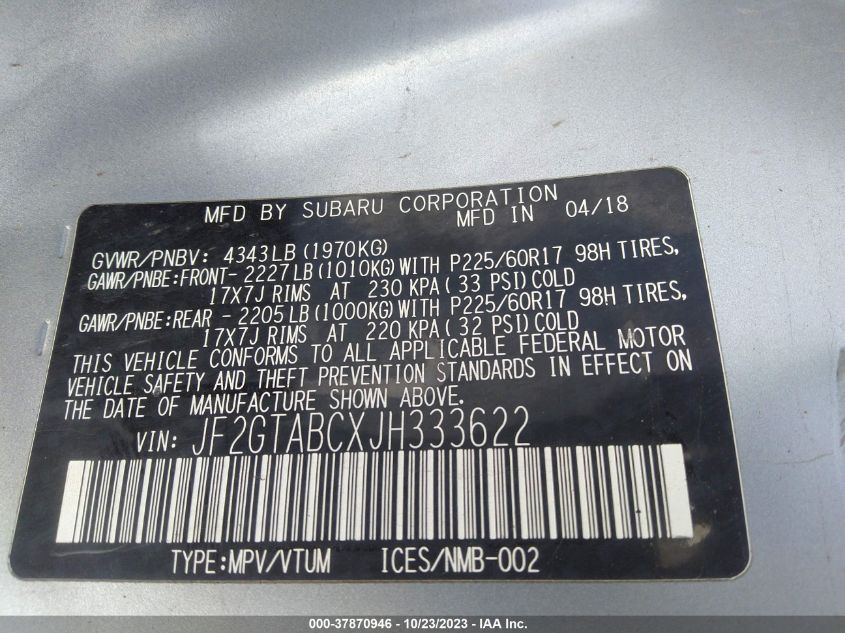 MFD BY SUBARU CORPORATION
MFD IN 04/18
GVWR/PNBV: 4343LB (1970KG)
GAWR/PNBE:FRONT- 2227LB (1010KG) WITH P225/60R17 98H TIRES,
17X7J RIMS AT 230 KPA ( 33 PSI) COLD
GAWR/PNBE:REAR - 2205LB (1000KG) WITH P225/60R17 98H TIRES,
17X7J RIMS AT 220 KPA ( 32 PSI) COLD
THIS VEHICLE CONFORMS TO ALL APPLICABLE FEDERAL MOTOR
VEHICLE SAFETY AND THEFT PREVENTION STANDARDS IN EFFECT ON
THE DATE OF MANUFACTURE SHOWN ABOVE.
VIN: JF2GTABCXJH333622
TYPE:MPV/VTUM ICES/NMB-002
000-37870946 - 10/23/2023 - IAA Inc.